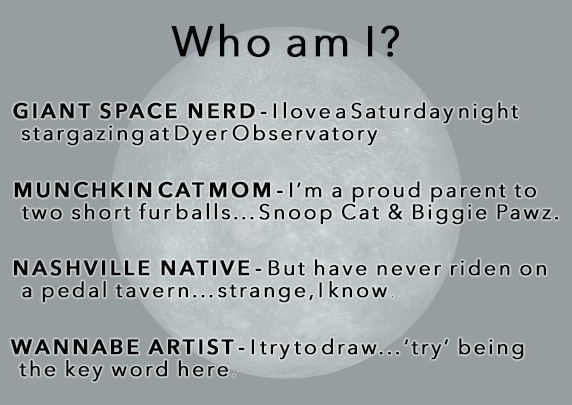 Who am I?
GIANT SPACE NERD - I love a Saturday night
stargazing at Dyer Observatory
MUNCHKIN CAT MOM - I'm a proud parent to
two short furballs...Snoop Cat & Biggie Pawz.
NASHVILLE NATIVE - But have never riden on
a pedal tavern...strange, I know.
WANNABE ARTIST - I try to draw...'try' being
the key word here.